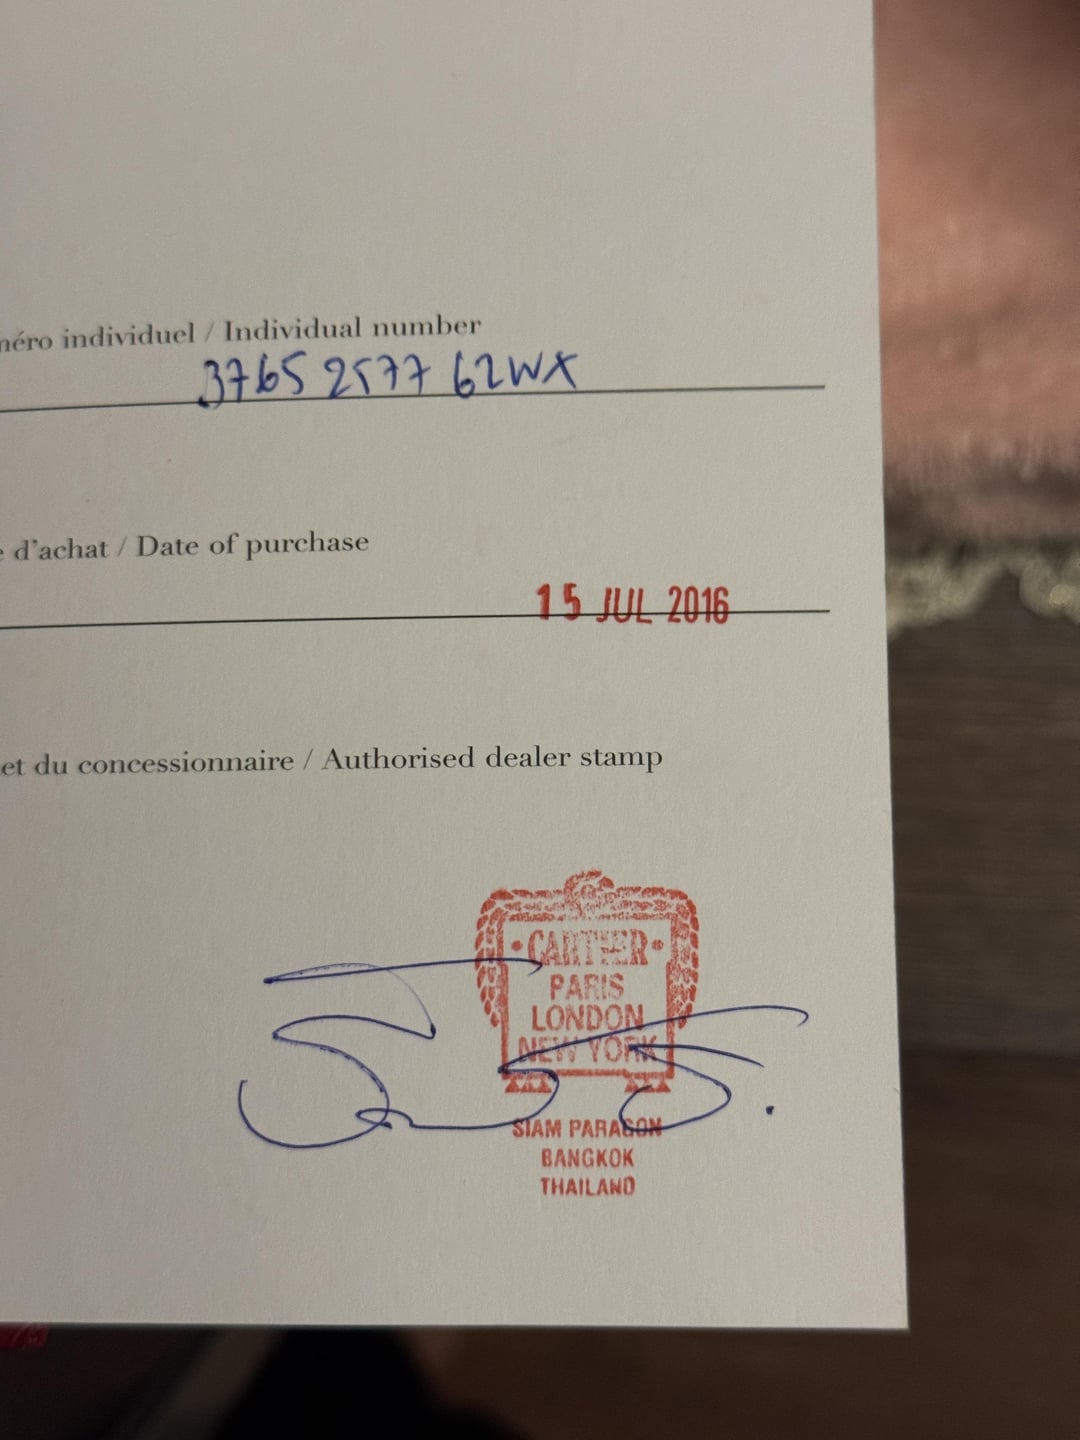 néro individuel / Individual number
3765 2577 62WX
e d'achat / Date of purchase
15 JUL 2016
et du concessionnaire / Authorised dealer stamp
• CARTIER •
PARIS
LONDON
NEW YORK
SIAM PARAGON
BANGKOK
THAILAND